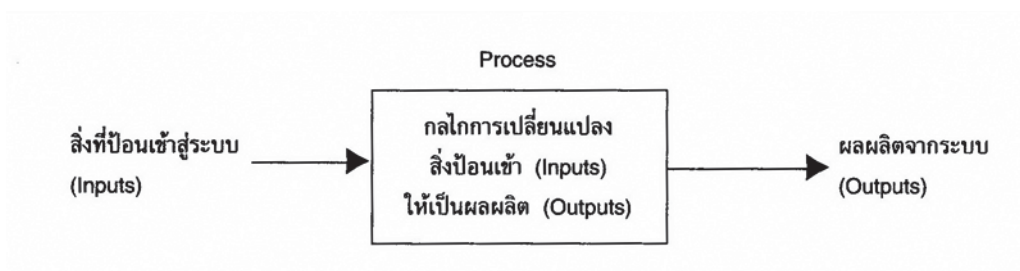 Process
สิ่งที่ป้อนเข้าสู่ระบบ
(Inputs)
กลไกการเปลี่ยนแปลง
สิ่งป้อนเข้า (Inputs)
ให้เป็นผลผลิต (Outputs)
ผลผลิตจากระบบ
(Outputs)